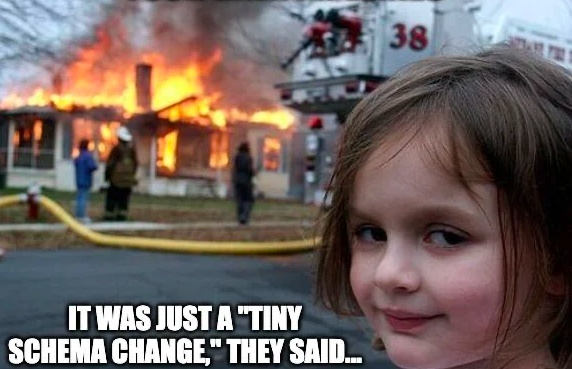 38
IT WAS JUST A "TINY
SCHEMA CHANGE," THEY SAID...